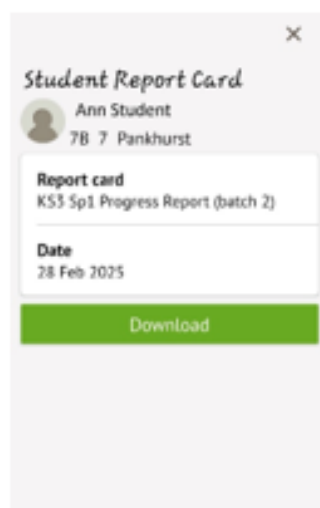 Student Report Card
Ann Student
7B 7 Pankhurst
Report card
KS3 Sp1 Progress Report (batch 2)
Date
28 Feb 2025
Download